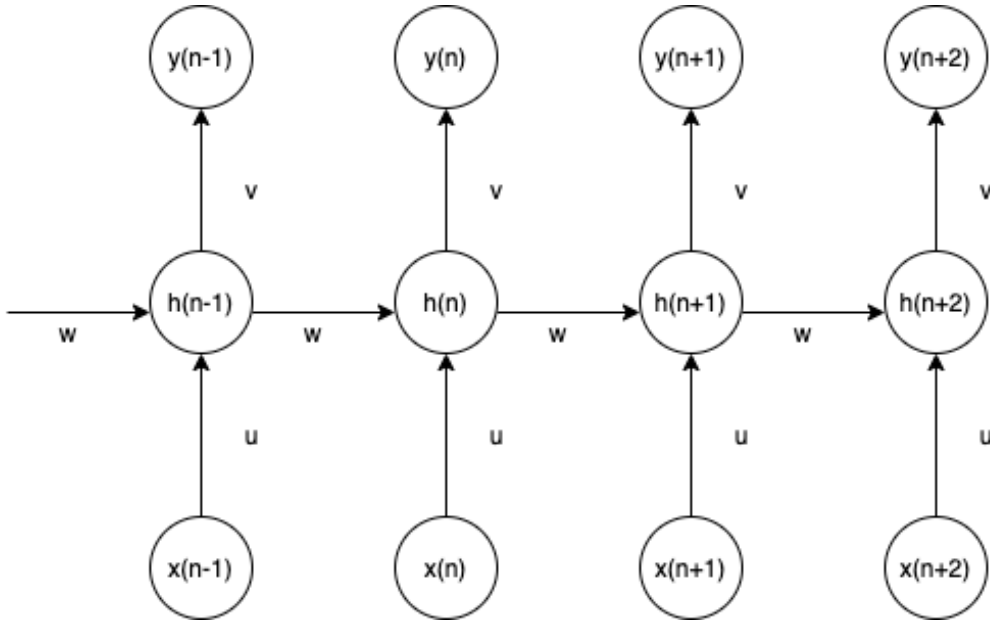 y(n-1) y(n) y(n+1) y(n+2)
v v v v
h(n-1) h(n) h(n+1) h(n+2)
w w w w
u u u u
x(n-1) x(n) x(n+1) x(n+2)